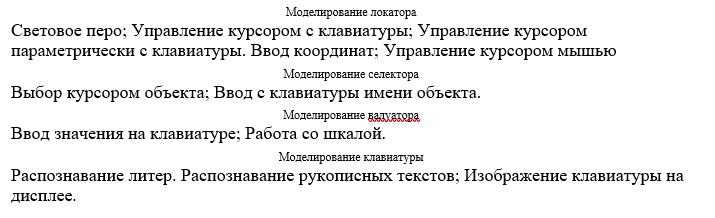 Моделирование локатора
Световое перо; Управление курсором с клавиатуры; Управление курсором
параметрически с клавиатуры. Ввод координат; Управление курсором мышью
Моделирование селектора
Выбор курсором объекта; Ввод с клавиатуры имени объекта.
Моделирование валуатора
Ввод значения на клавиатуре; Работа со шкалой.
Моделирование клавиатуры
Распознавание литер. Распознавание рукописных текстов; Изображение клавиатуры на
дисплее.